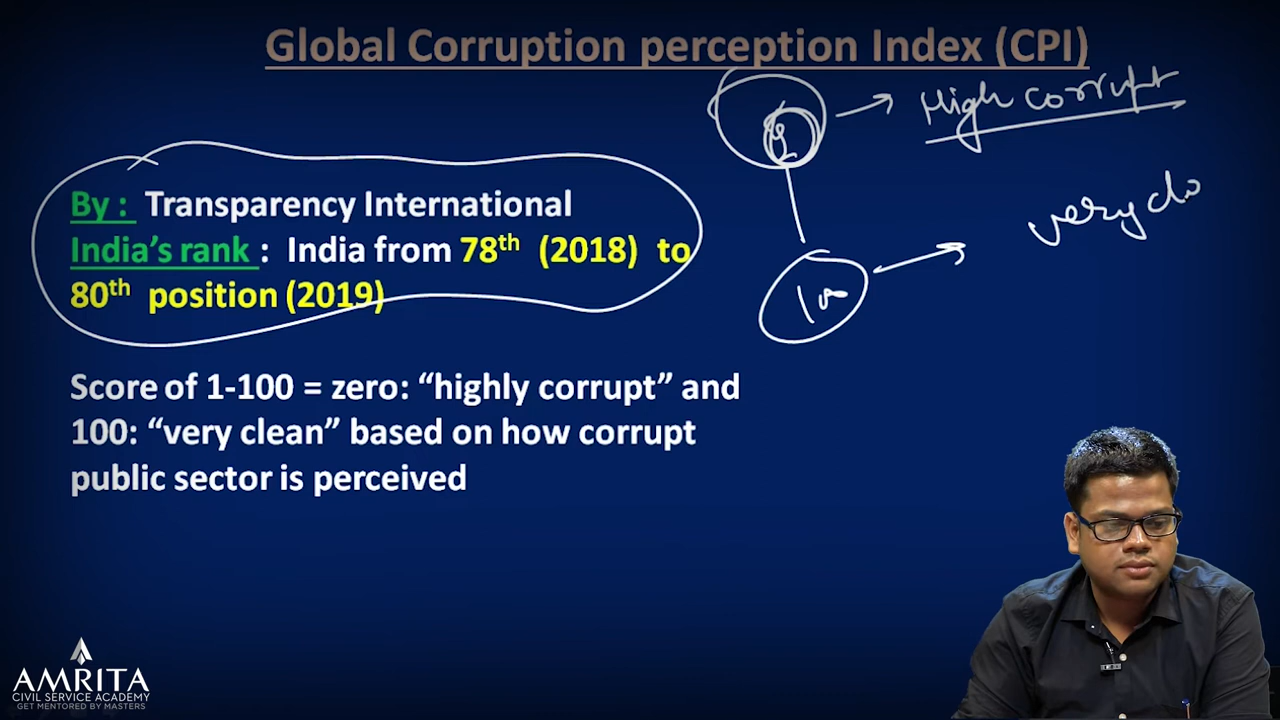 Global Corruption perception Index (CPI)
High corrupt
By : Transparency International
very
India's rank : India from 78th (2018) to
80th position (2019)
Score of 1-100 = zero: “highly corrupt” and
100: “very clean” based on how corrupt
public sector is perceived
AMRITA
CIVIL SERVICE ACADEMY
GET MENTORED BY MASTERS